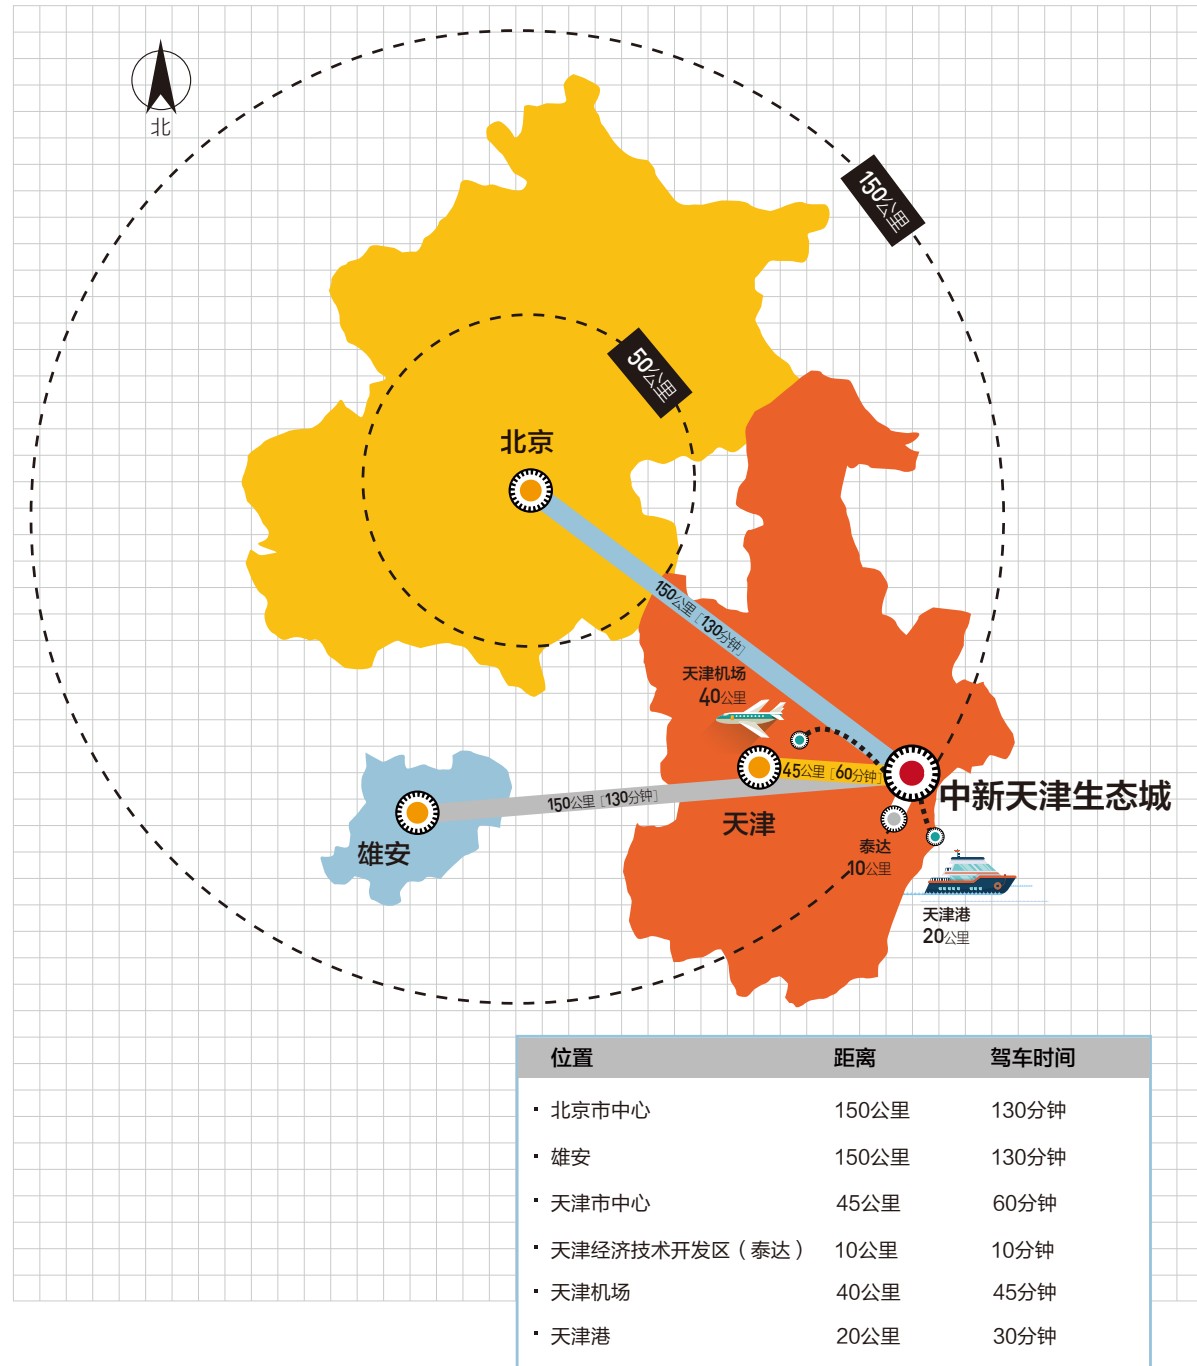 北
150公里
50公里
北京
150公里［130分钟］
天津机场
40公里
45公里［60分钟］
150公里［130分钟］
中新天津生态城
天津
雄安
泰达
10公里
天津港
20公里
位置 距离 驾车时间
· 北京市中心 150公里 130分钟
· 雄安 150公里 130分钟
· 天津市中心 45公里 60分钟
· 天津经济技术开发区（泰达） 10公里 10分钟
· 天津机场 40公里 45分钟
· 天津港 20公里 30分钟